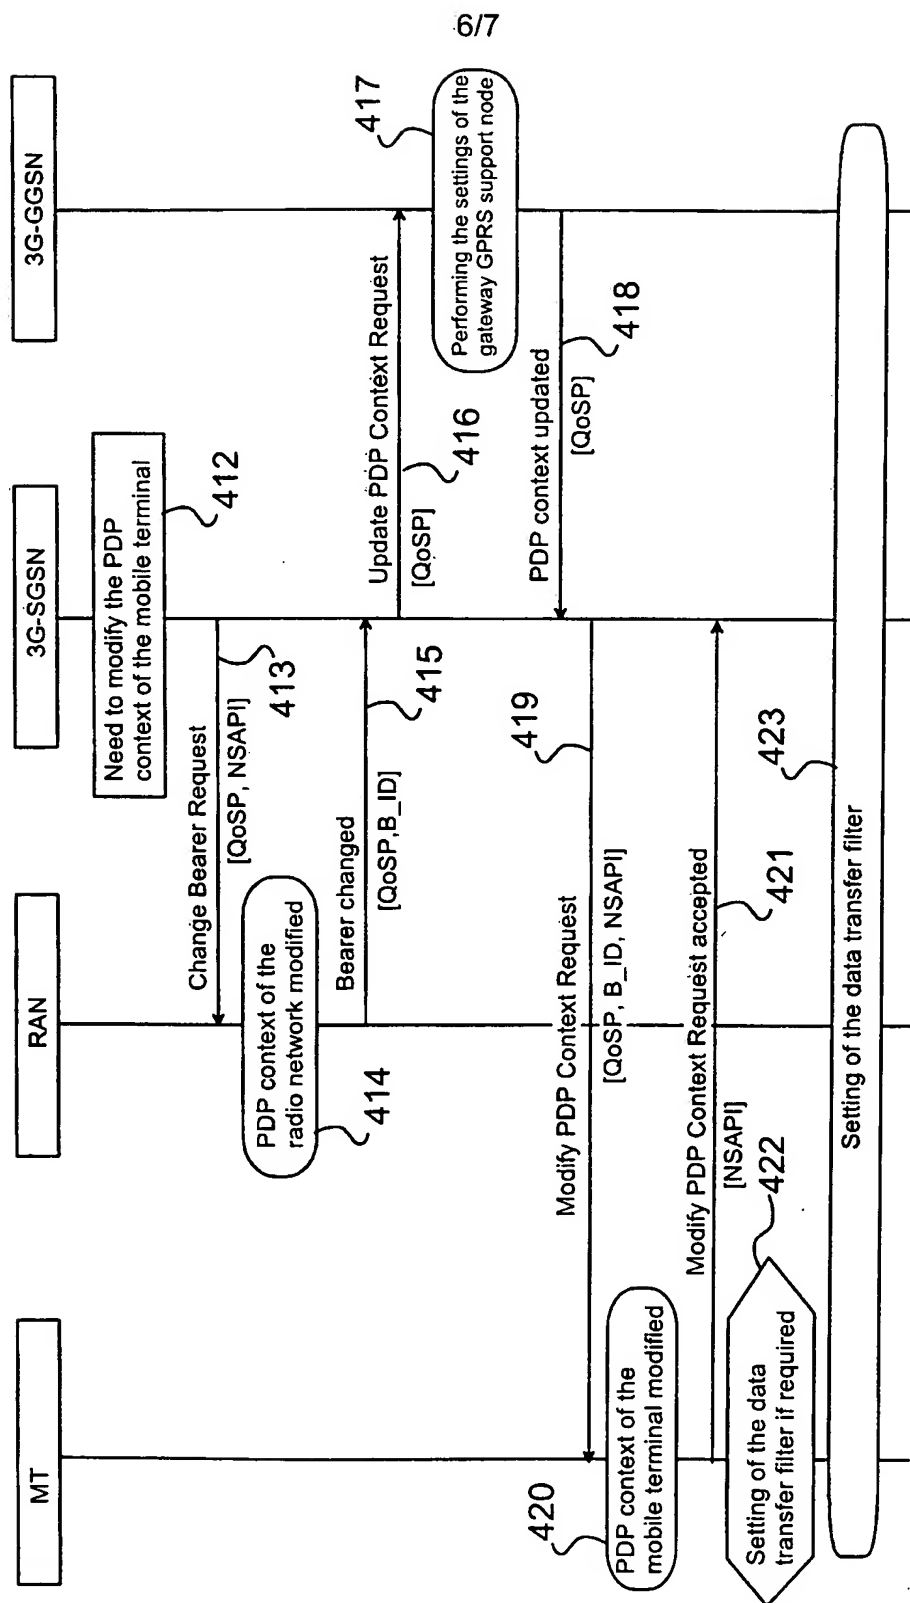 6/7
MT
RAN
3G-SGSN
3G-GGSN
Need to modify the PDP
context of the mobile terminal
412
Change Bearer Request
[QoSP, NSAPI]
413
PDP context of the
radio network modified
414
Bearer changed
[QoSP,B_ID]
415
Update PDP Context Request
[QoSP]
416
417
Performing the settings of the
gateway GPRS support node
PDP context updated
[QoSP]
418
419
Modify PDP Context Request
[QoSP, B_ID, NSAPI]
420
PDP context of the
mobile terminal modified
Modify PDP Context Request accepted
[NSAPI]
421
422
Setting of the data
transfer filter if required
423
Setting of the data transfer filter